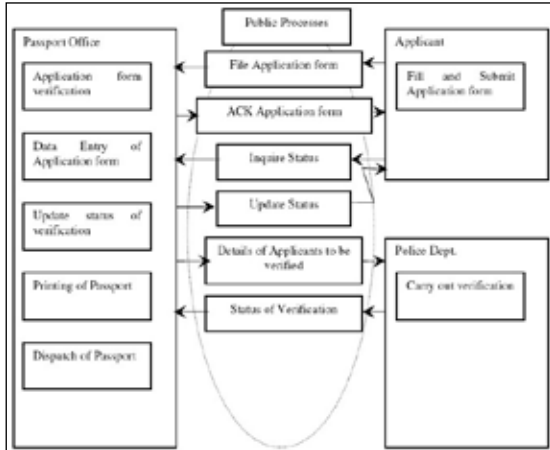 Public Processes
Passport Office
Application form
verification
Data Entry of
Application form
Update status of
verification
Printing of Passport
Dispatch of Passport
File Application form
ACK Application form
Inquire Status
Update Status
Details of Applicants to be
verified
Status of Verification
Applicant
Fill and Submit
Application form
Police Dept.
Carry out verification